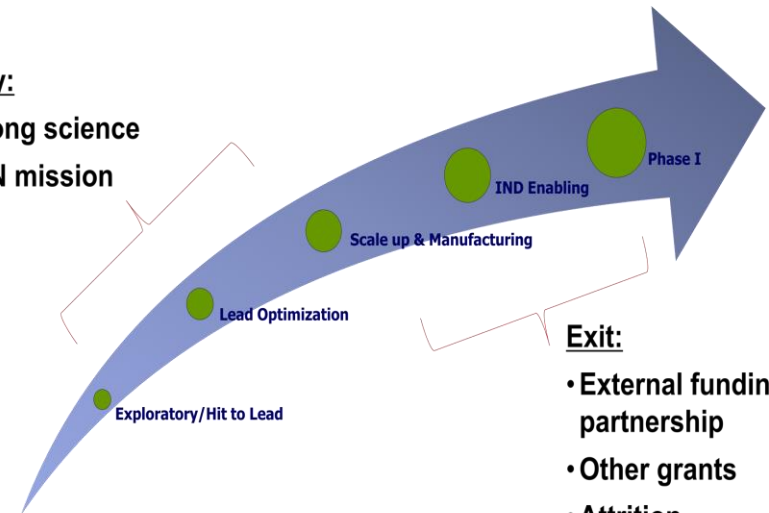 y:
ong science
N mission
Phase I
IND Enabling
Scale up & Manufacturing
Lead Optimization
Exploratory/Hit to Lead
Exit:
• External fundin
partnership
• Other grants
• Attrition